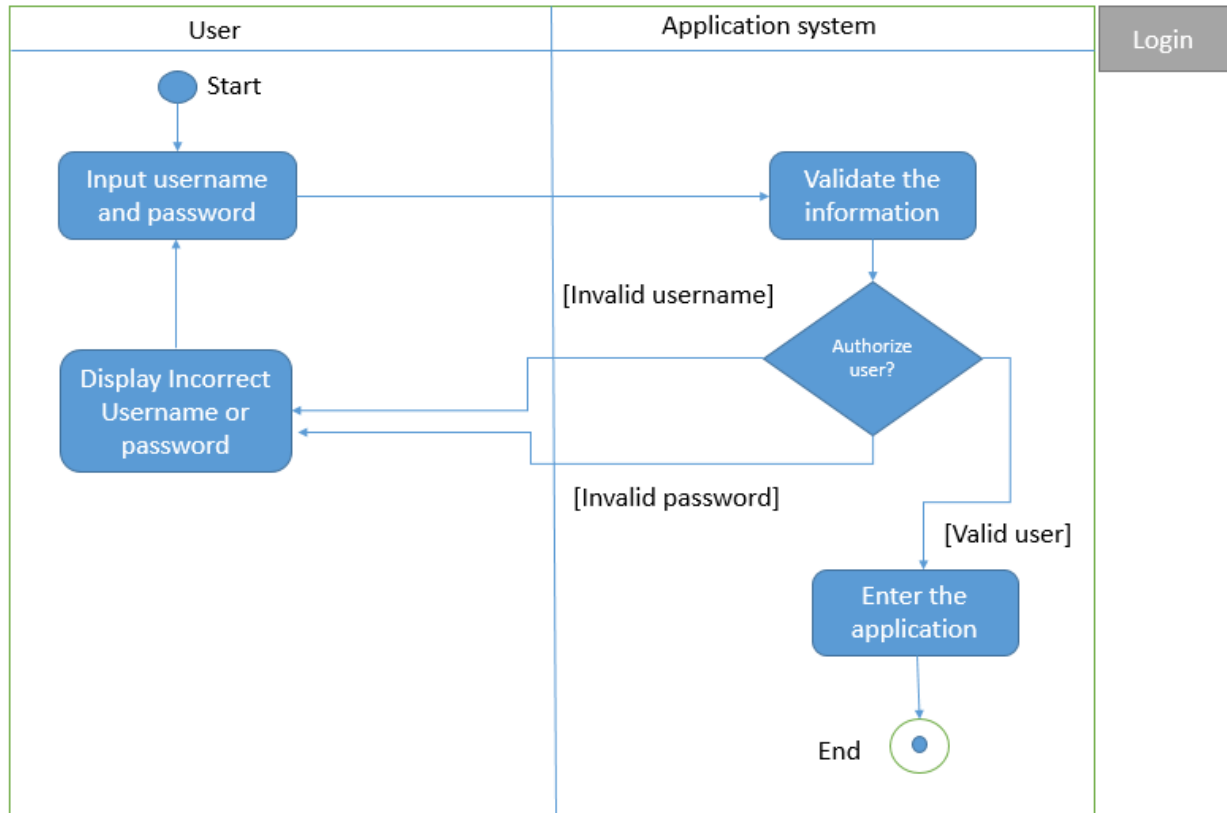 User
Application system
Login
Start
Input username
and password
Validate the
information
[Invalid username]
Authorize
user?
Display Incorrect
Username or
password
[Invalid password]
[Valid user]
Enter the
application
End